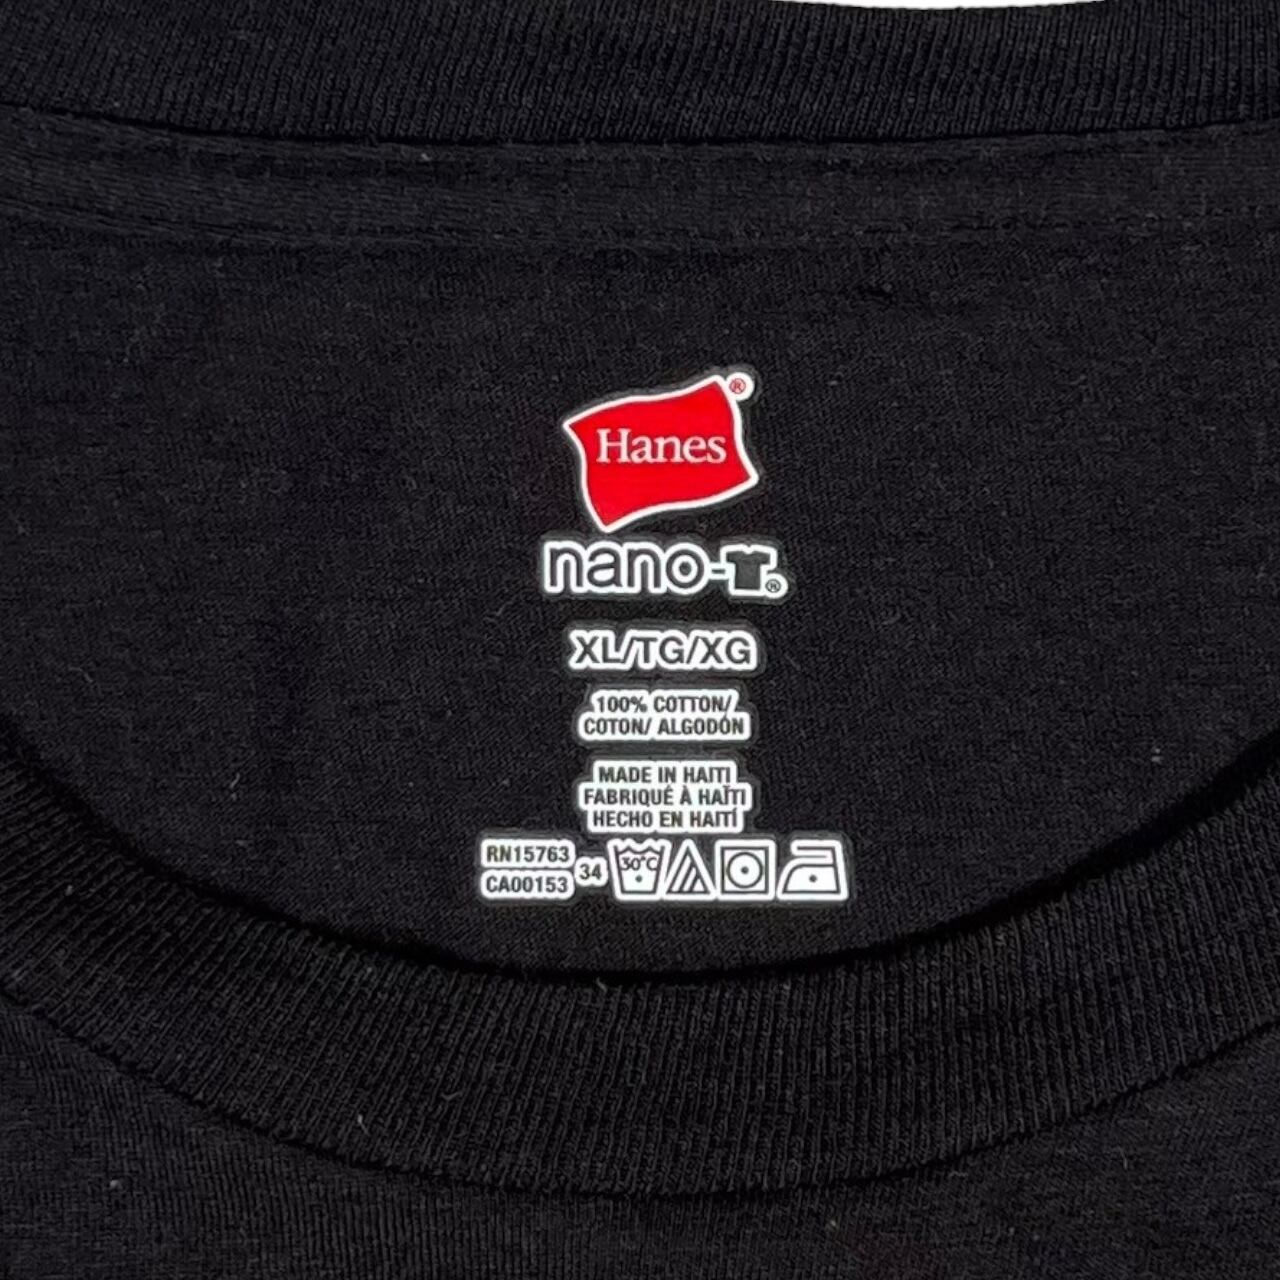 Hanes®
nano-T®
XL/TG/XG
100% COTTON/
COTON/ ALGODÓN
MADE IN HAITI
FABRIQUÉ À HAÏTI
HECHO EN HAITÍ
RN15763
CA00153
34
30°C